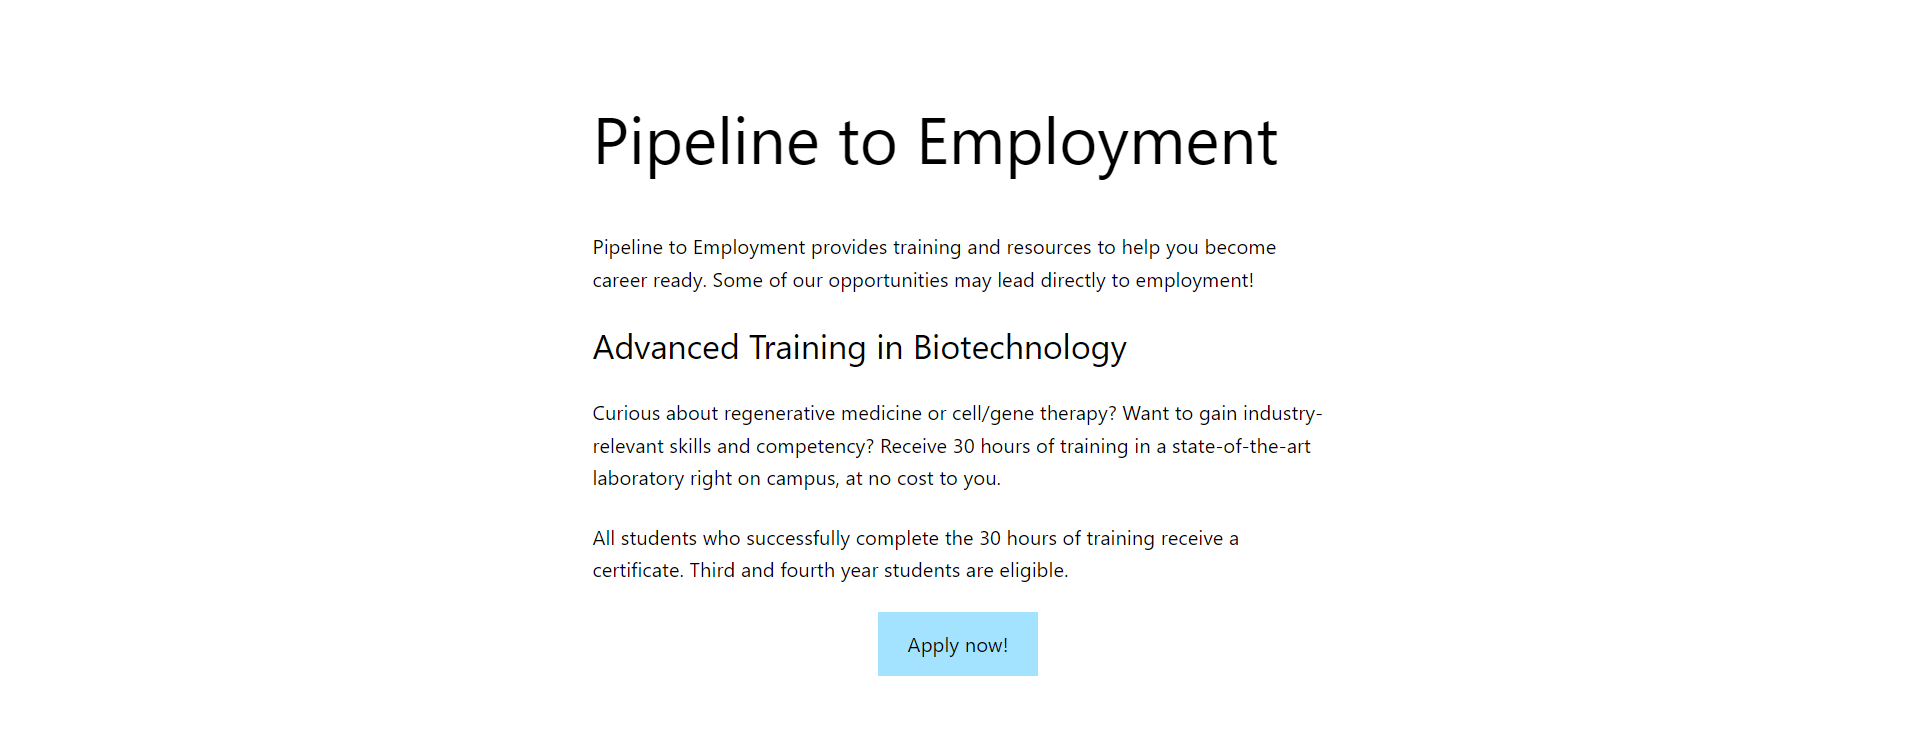 Pipeline to Employment
Pipeline to Employment provides training and resources to help you become
career ready. Some of our opportunities may lead directly to employment!
Advanced Training in Biotechnology
Curious about regenerative medicine or cell/gene therapy? Want to gain industry-
relevant skills and competency? Receive 30 hours of training in a state-of-the-art
laboratory right on campus, at no cost to you.
All students who successfully complete the 30 hours of training receive a
certificate. Third and fourth year students are eligible.
Apply now!